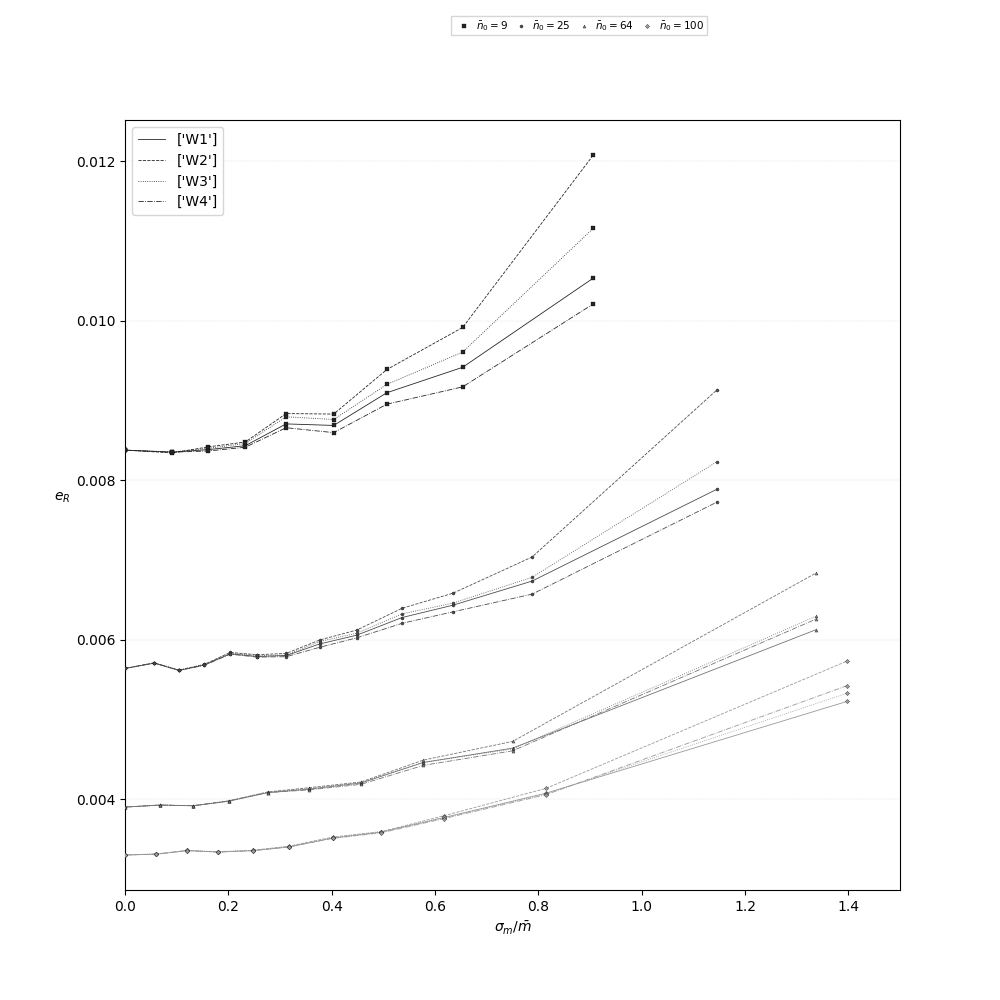 n̄₀ = 9 n̄₀ = 25 n̄₀ = 64 n̄₀ = 100
['W1']
['W2']
['W3']
['W4']
0.012
0.010
0.008
e_R
0.006
0.004
0.0 0.2 0.4 0.6 0.8 1.0 1.2 1.4
σ_m/m̄